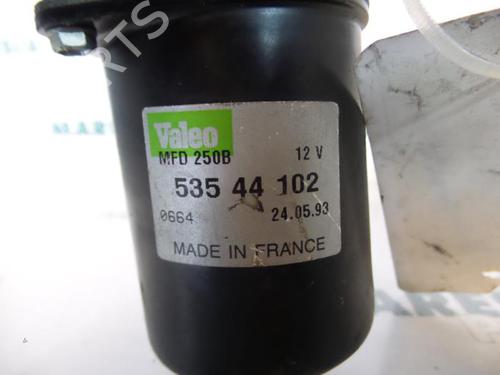 Valeo
MFD 250B 12 V
535 44 102
0664 24.05.93
MADE IN FRANCE